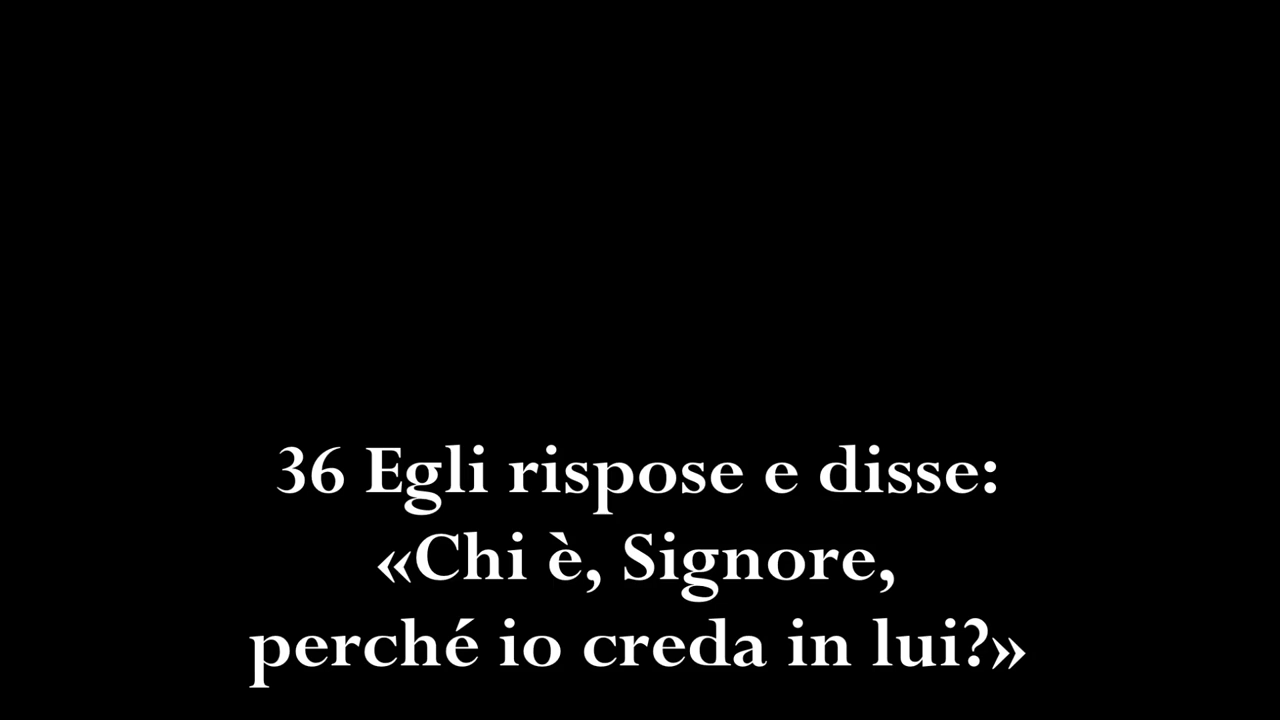 36 Egli rispose e disse:
«Chi è, Signore,
perché io creda in lui?»